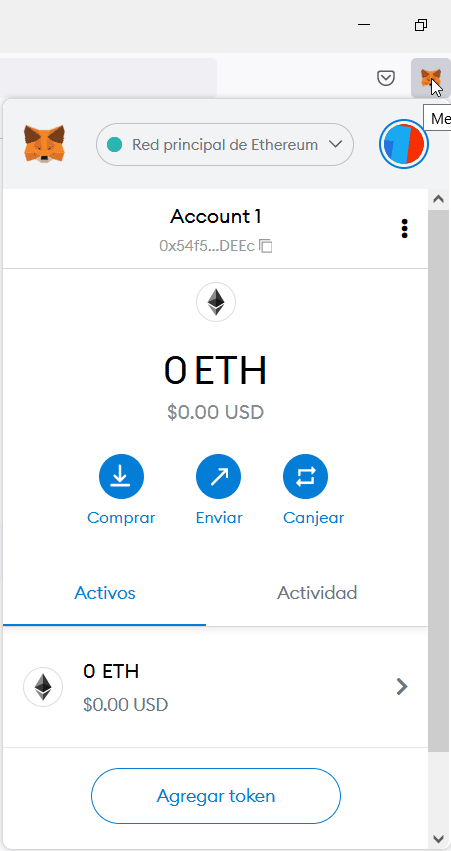 Me
Red principal de Ethereum
Account 1
0x54f5...DEEc
0 ETH
$0.00 USD
Comprar
Enviar
Canjear
Activos
Actividad
0 ETH
$0.00 USD
Agregar token